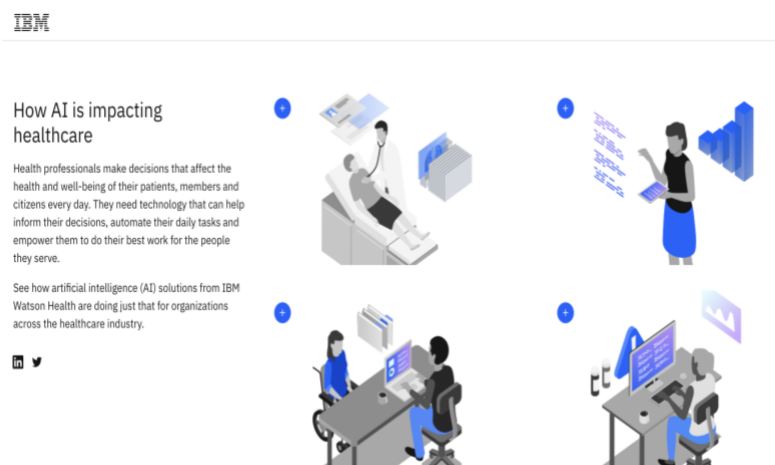 IBM
How AI is impacting
healthcare
Health professionals make decisions that affect the
health and well-being of their patients, members and
citizens every day. They need technology that can help
inform their decisions, automate their daily tasks and
empower them to do their best work for the people
they serve.
See how artificial intelligence (AI) solutions from IBM
Watson Health are doing just that for organizations
across the healthcare industry.